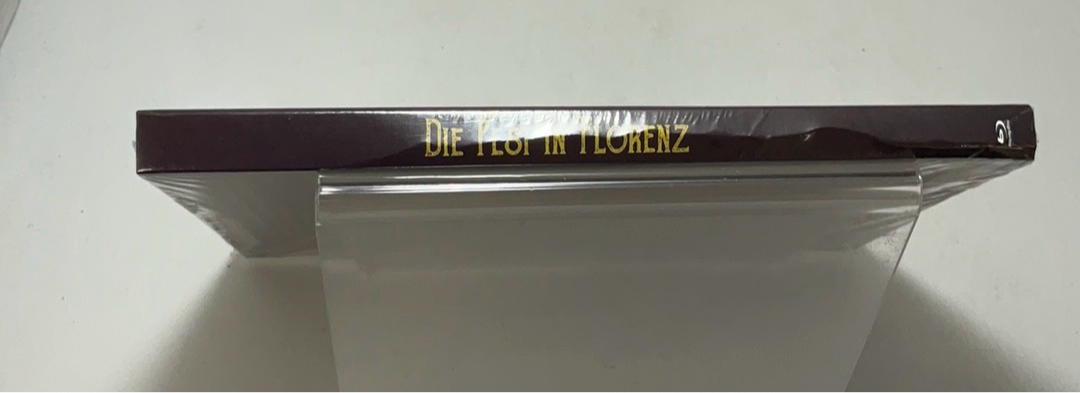 DIE PEST IN FLORENZ